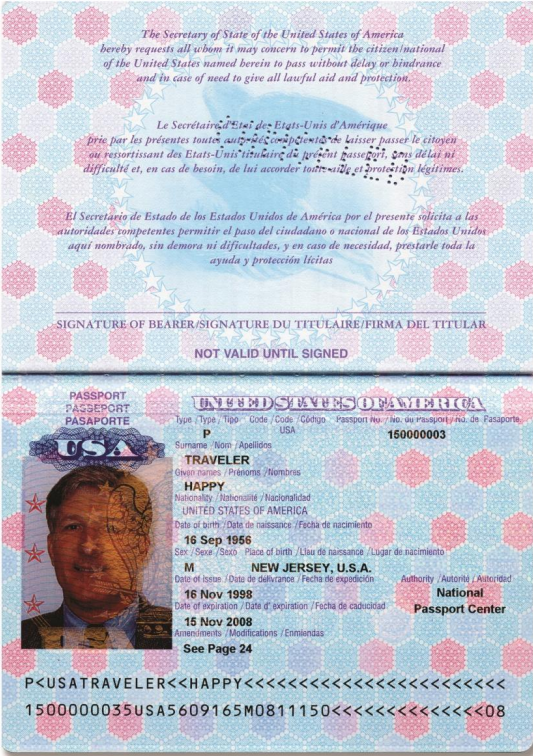 The Secretary of State of the United States of America
hereby requests all whom it may concern to permit the citizen/national
of the United States named herein to pass without delay or hindrance
and in case of need to give all lawful aid and protection.
Le Secrétaire d'Etat des Etats-Unis d'Amérique
prie par les présentes toutes autorités compétentes de laisser passer le citoyen
ou ressortissant des Etats-Unis titulaire du présent passeport, sans délai ni
difficulté et, en cas de besoin, de lui accorder toute aide et protection légitimes.
El Secretario de Estado de los Estados Unidos de América por el presente solicita a las
autoridades competentes permitir el paso del ciudadano o nacional de los Estados Unidos
aquí nombrado, sin demora ni dificultades, y en caso de necesidad, prestarle toda la
ayuda y protección lícitas
SIGNATURE OF BEARER/SIGNATURE DU TITULAIRE/FIRMA DEL TITULAR
NOT VALID UNTIL SIGNED
PASSPORT
PASSEPORT
PASAPORTE
USA
UNITED STATES OF AMERICA
Type / Type / Tipo Code / Code / Código Passport No. / No. du Passeport / No. de Pasaporte
P USA 150000003
Surname / Nom / Apellidos
TRAVELER
Given names / Prénoms / Nombres
HAPPY
Nationality / Nationalité / Nacionalidad
UNITED STATES OF AMERICA
Date of birth / Date de naissance / Fecha de nacimiento
16 Sep 1956
Sex / Sexe / Sexo Place of birth / Lieu de naissance / Lugar de nacimiento
M NEW JERSEY, U.S.A.
Date of issue / Date de délivrance / Fecha de expedición Authority / Autorité / Autoridad
16 Nov 1998 National
Date of expiration / Date d'expiration / Fecha de caducidad Passport Center
15 Nov 2008
Amendments / Modifications / Enmiendas
See Page 24
P<USATRAVELER<<HAPPY<<<<<<<<<<<<<<<<<<<<<<<<
1500000035USA5609165M0811150<<<<<<<<<<<<<<08